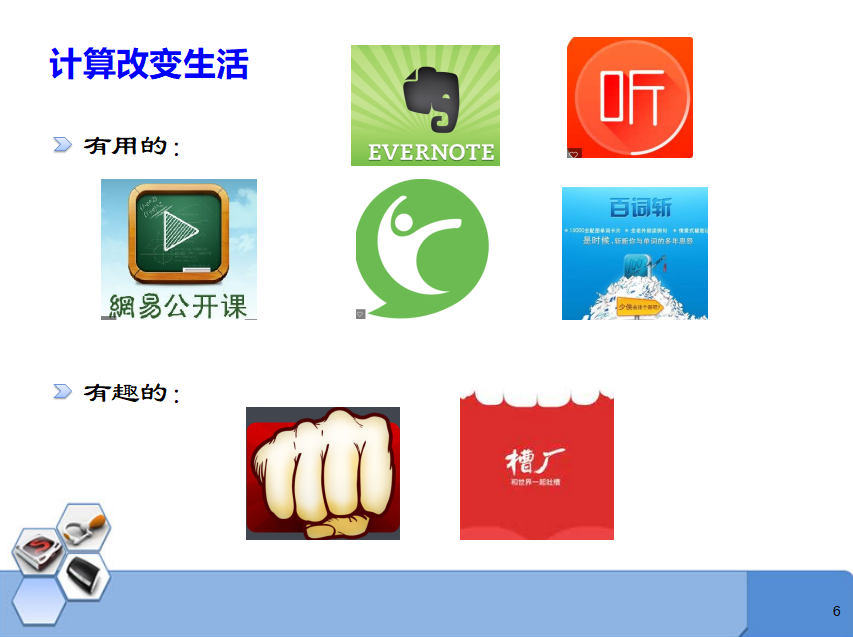 计算改变生活
有用的：
EVERNOTE
听
網易公开课
百词斩
是时候，斩断你与单词的多年恩怨
有趣的：
槽厂
和世界一起吐槽
6